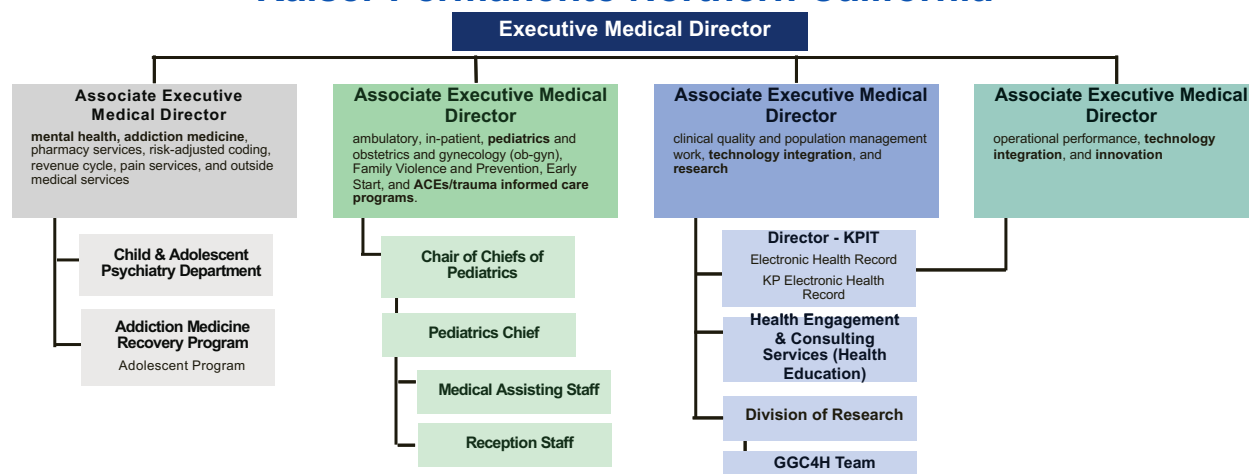 Kaiser Permanente Northern California
Executive Medical Director
Associate Executive
Medical Director
mental health, addiction medicine,
pharmacy services, risk-adjusted coding,
revenue cycle, pain services, and outside
medical services
Child & Adolescent
Psychiatry Department
Addiction Medicine
Recovery Program
Adolescent Program
Associate Executive Medical
Director
ambulatory, in-patient, pediatrics and
obstetrics and gynecology (ob-gyn),
Family Violence and Prevention, Early
Start, and ACEs/trauma informed care
programs.
Chair of Chiefs of
Pediatrics
Pediatrics Chief
Medical Assisting Staff
Reception Staff
Associate Executive Medical
Director
clinical quality and population management
work, technology integration, and
research
Director - KPIT
Electronic Health Record
KP Electronic Health
Record
Health Engagement
& Consulting
Services (Health
Education)
Division of Research
GGC4H Team
Associate Executive Medical
Director
operational performance, technology
integration, and innovation